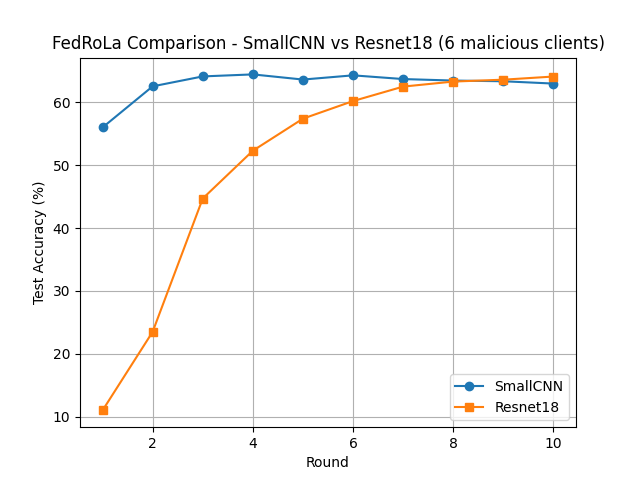 FedRoLa Comparison - SmallCNN vs Resnet18 (6 malicious clients)
Test Accuracy (%)
60
50
40
30
20
10
2
4
6
8
10
Round
SmallCNN
Resnet18